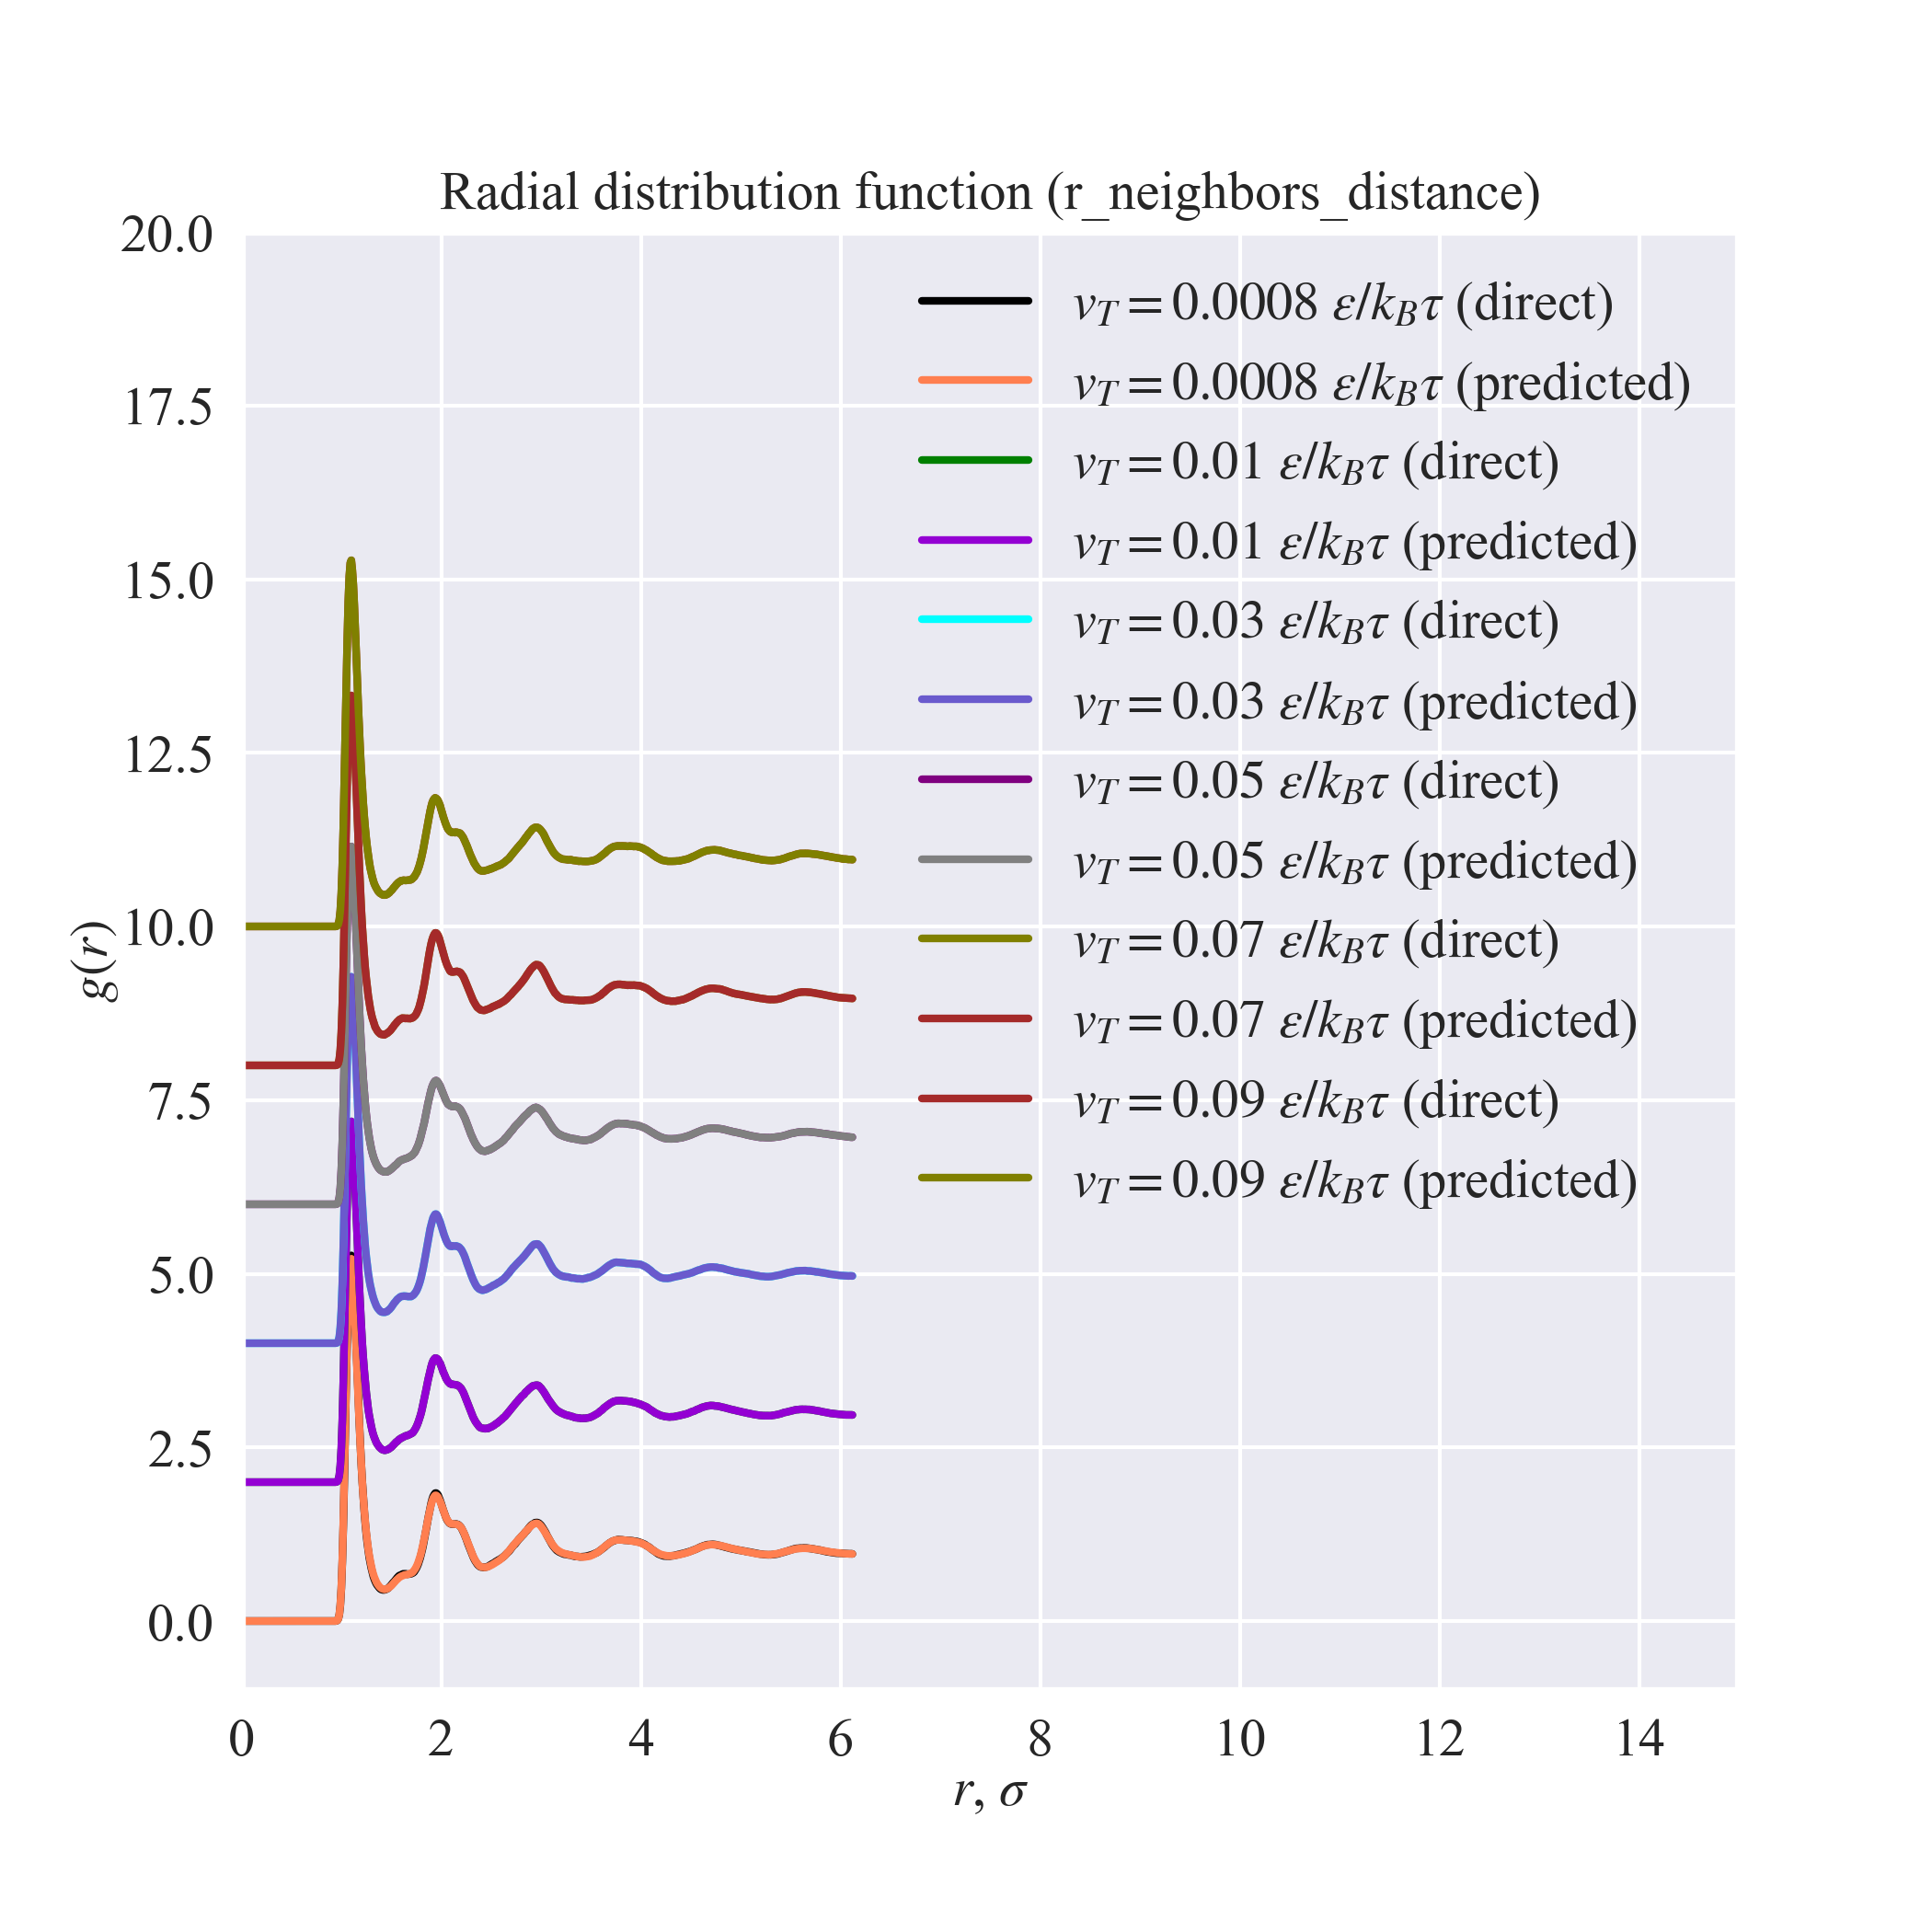 Radial distribution function (r_neighbors_distance)
20.0
17.5
15.0
12.5
10.0
7.5
5.0
2.5
0.0
g(r)
v_T = 0.0008 ε/k_Bτ (direct)
v_T = 0.0008 ε/k_Bτ (predicted)
v_T = 0.01 ε/k_Bτ (direct)
v_T = 0.01 ε/k_Bτ (predicted)
v_T = 0.03 ε/k_Bτ (direct)
v_T = 0.03 ε/k_Bτ (predicted)
v_T = 0.05 ε/k_Bτ (direct)
v_T = 0.05 ε/k_Bτ (predicted)
v_T = 0.07 ε/k_Bτ (direct)
v_T = 0.07 ε/k_Bτ (predicted)
v_T = 0.09 ε/k_Bτ (direct)
v_T = 0.09 ε/k_Bτ (predicted)
0 2 4 6 8 10 12 14
r, σ